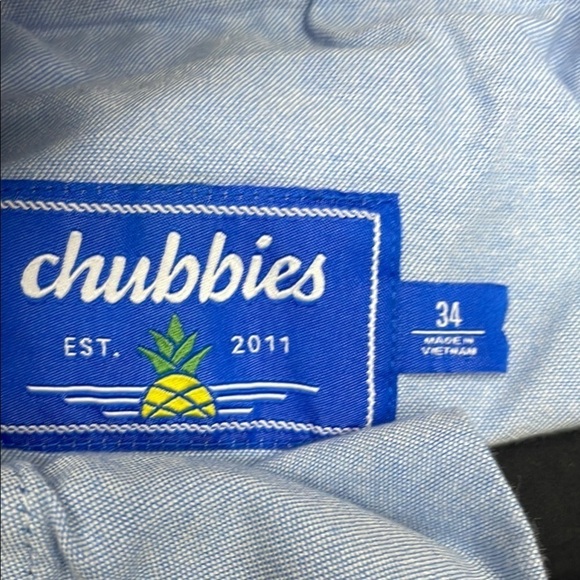 chubbies
EST. 2011
34
MADE IN
VIETNAM